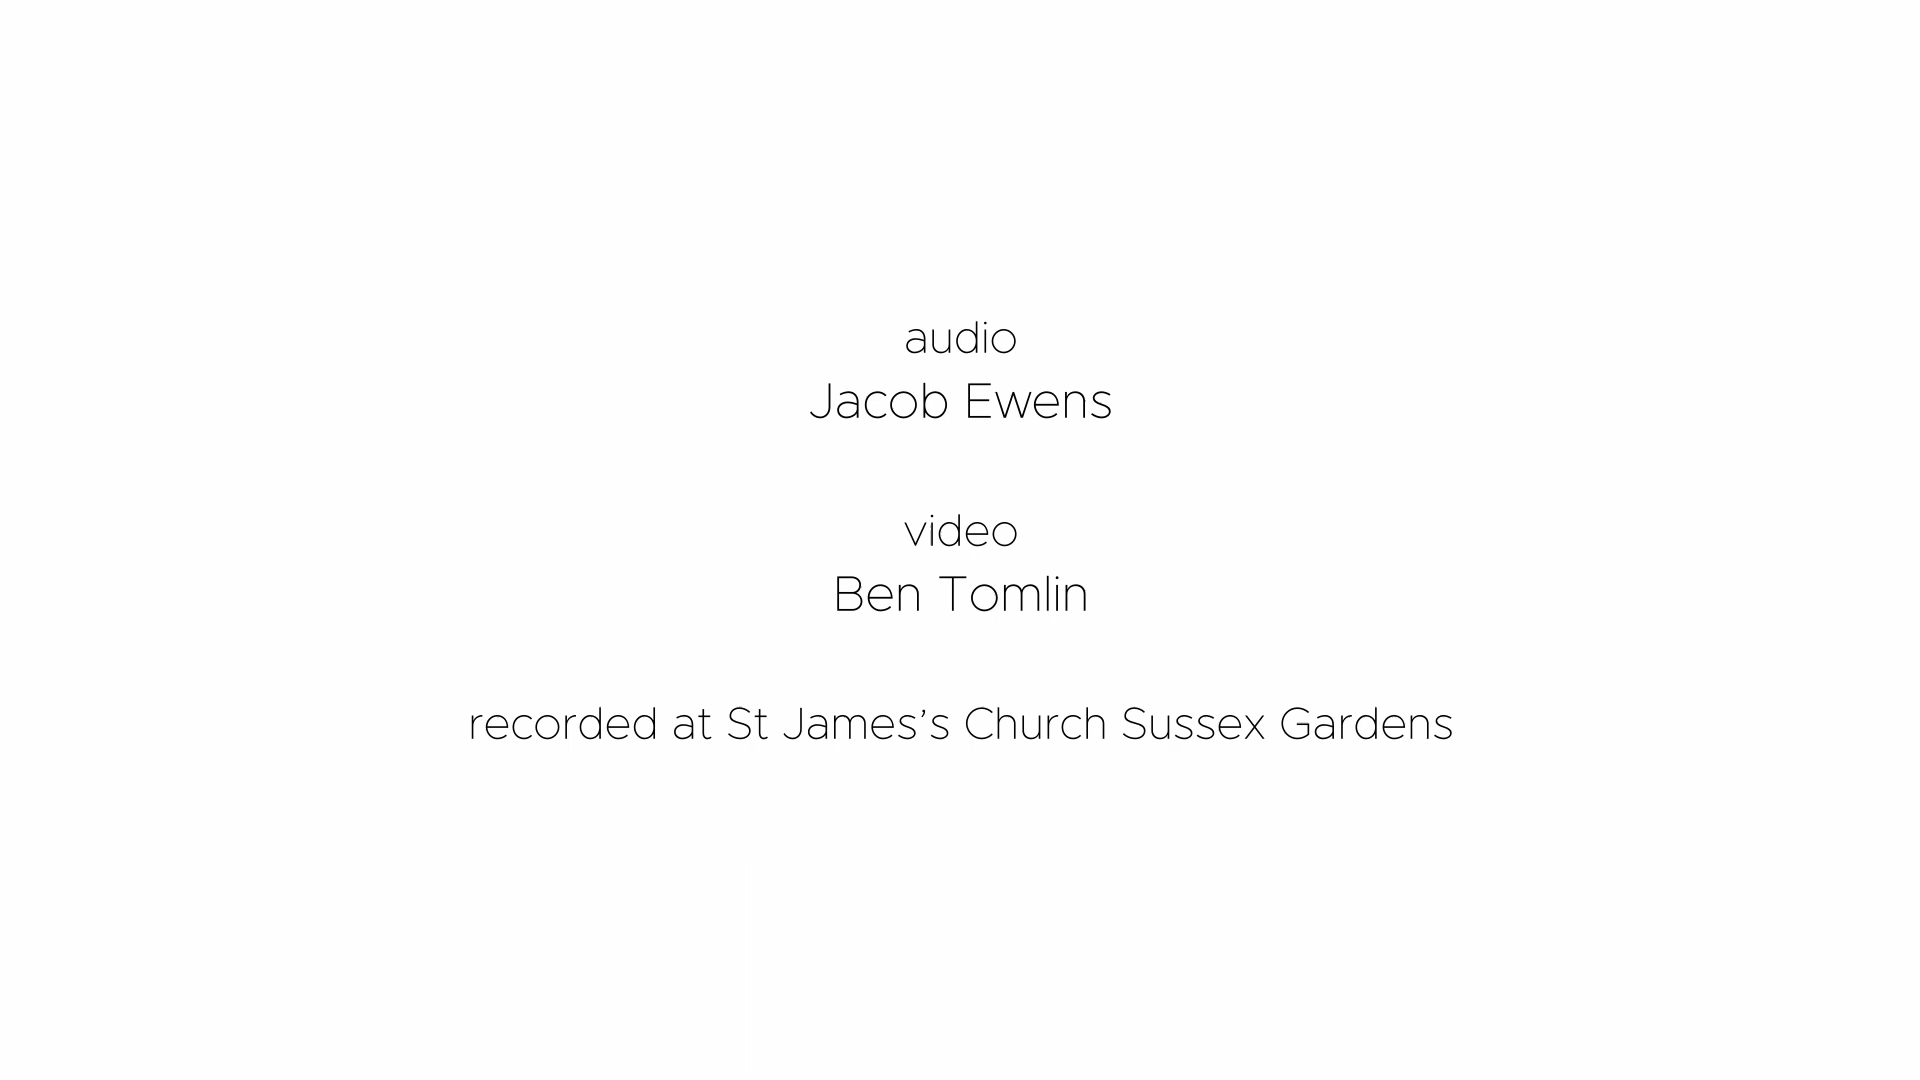 audio
Jacob Ewens
video
Ben Tomlin
recorded at St James’s Church Sussex Gardens